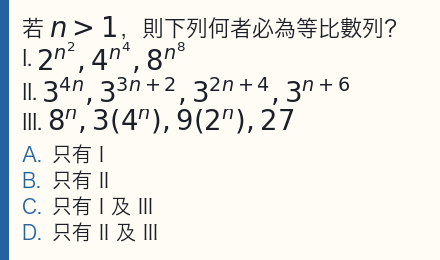 若 n > 1，則下列何者必為等比數列?
I. 2^{n^2}, 4^{n^4}, 8^{n^8}
II. 3^{4n}, 3^{3n+2}, 3^{2n+4}, 3^{n+6}
III. 8^n, 3(4^n), 9(2^n), 27
A. 只有 I
B. 只有 II
C. 只有 I 及 III
D. 只有 II 及 III